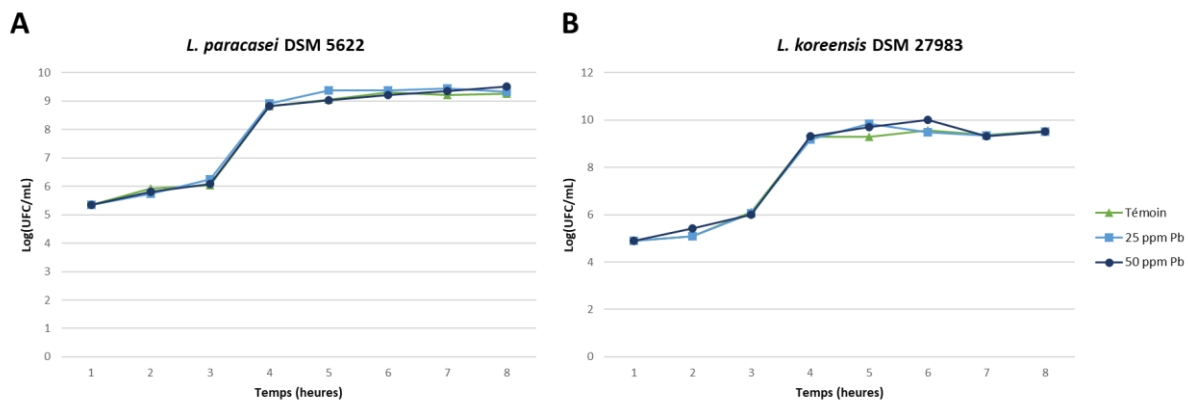 A
L. paracasei DSM 5622
Log(UFC/mL)
10
9
8
7
6
5
4
3
2
1
0
1 2 3 4 5 6 7 8
Temps (heures)
B
L. koreensis DSM 27983
Log(UFC/mL)
12
10
8
6
4
2
0
1 2 3 4 5 6 7 8
Temps (heures)
Témoin
25 ppm Pb
50 ppm Pb